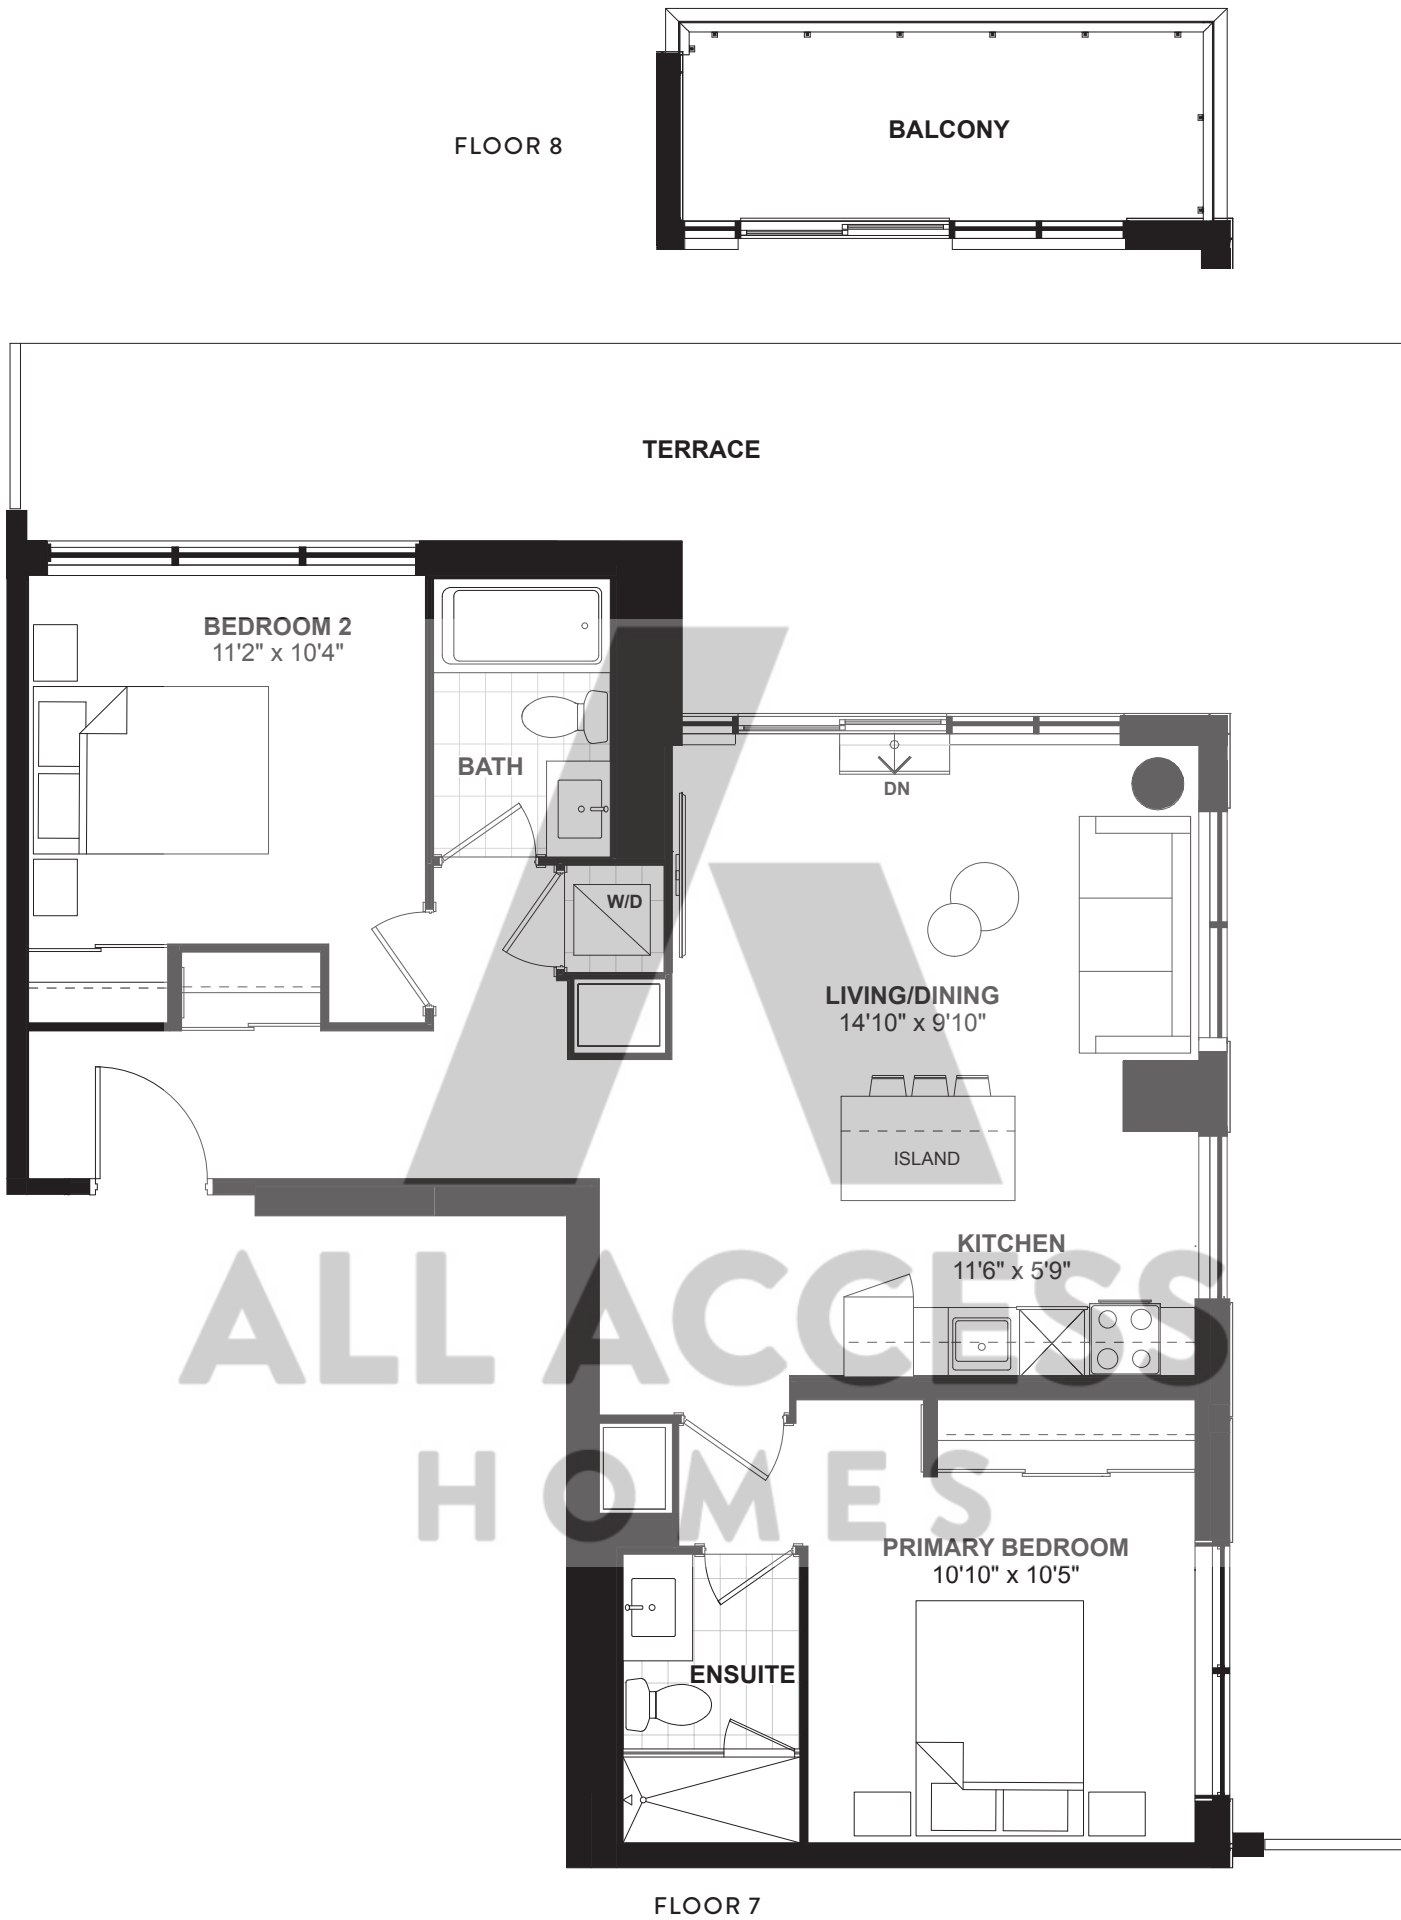 BALCONY
FLOOR 8
TERRACE
BEDROOM 2
11'2" x 10'4"
BATH
DN
W/D
LIVING/DINING
14'10" x 9'10"
ISLAND
KITCHEN
11'6" x 5'9"
ALL ACCESS
HOMES
PRIMARY BEDROOM
10'10" x 10'5"
ENSUITE
FLOOR 7